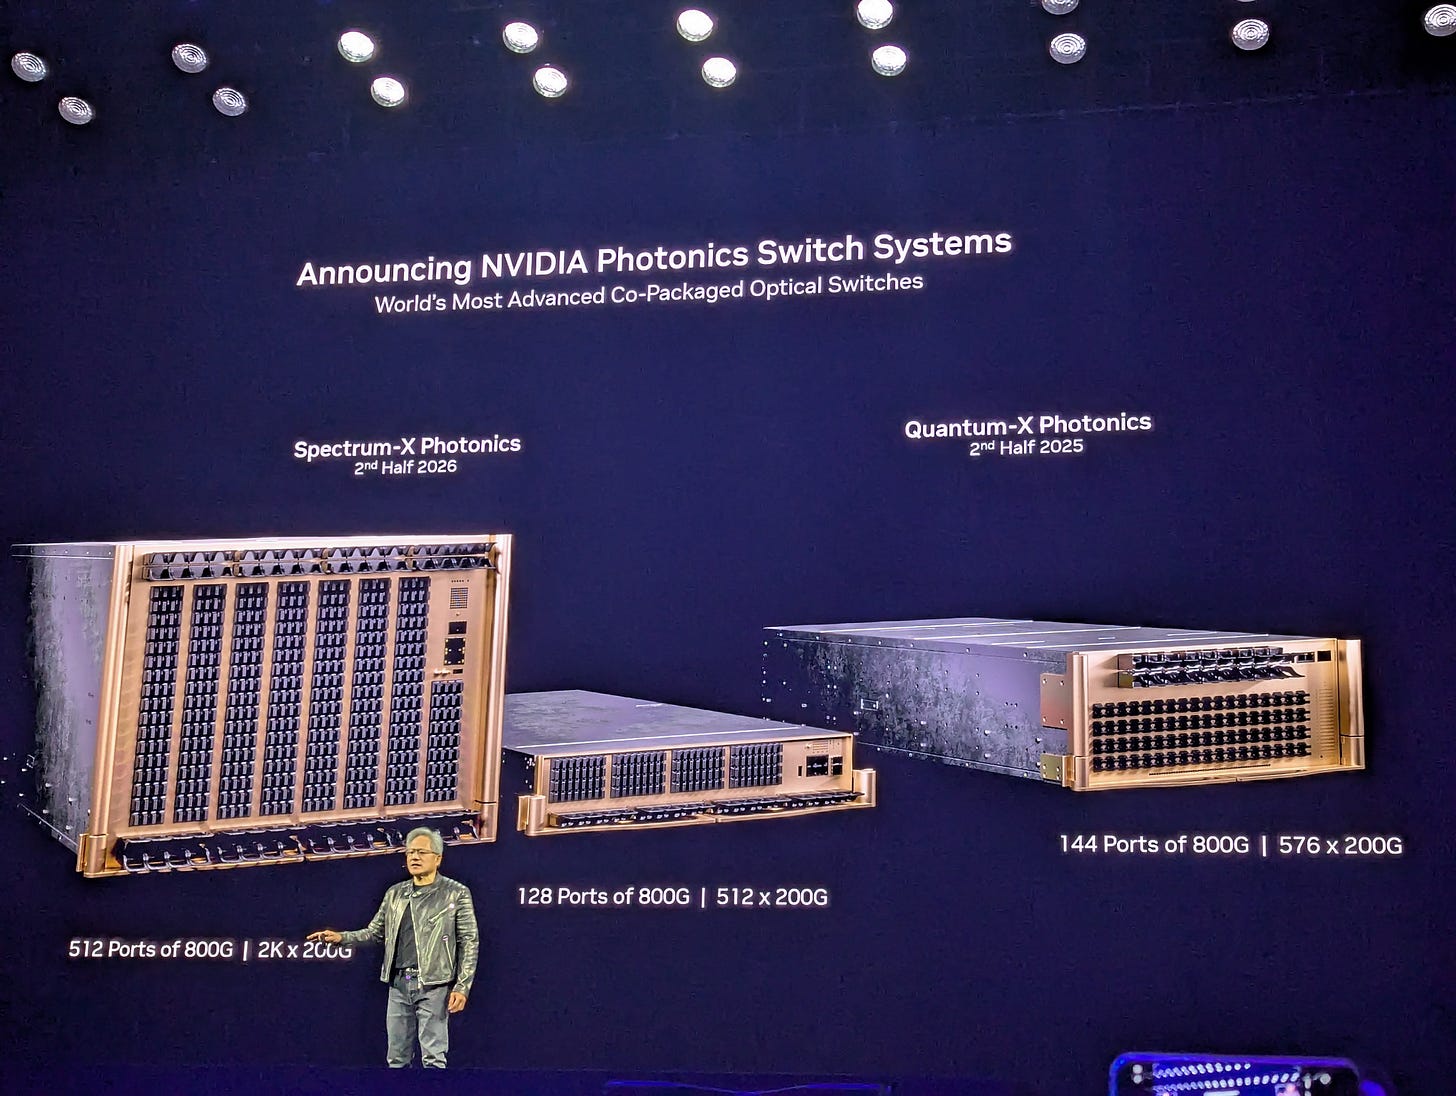 Announcing NVIDIA Photonics Switch Systems
World's Most Advanced Co-Packaged Optical Switches
Spectrum-X Photonics
2nd Half 2026
Quantum-X Photonics
2nd Half 2025
144 Ports of 800G | 576 x 200G
128 Ports of 800G | 512 x 200G
512 Ports of 800G | 2K x 200G